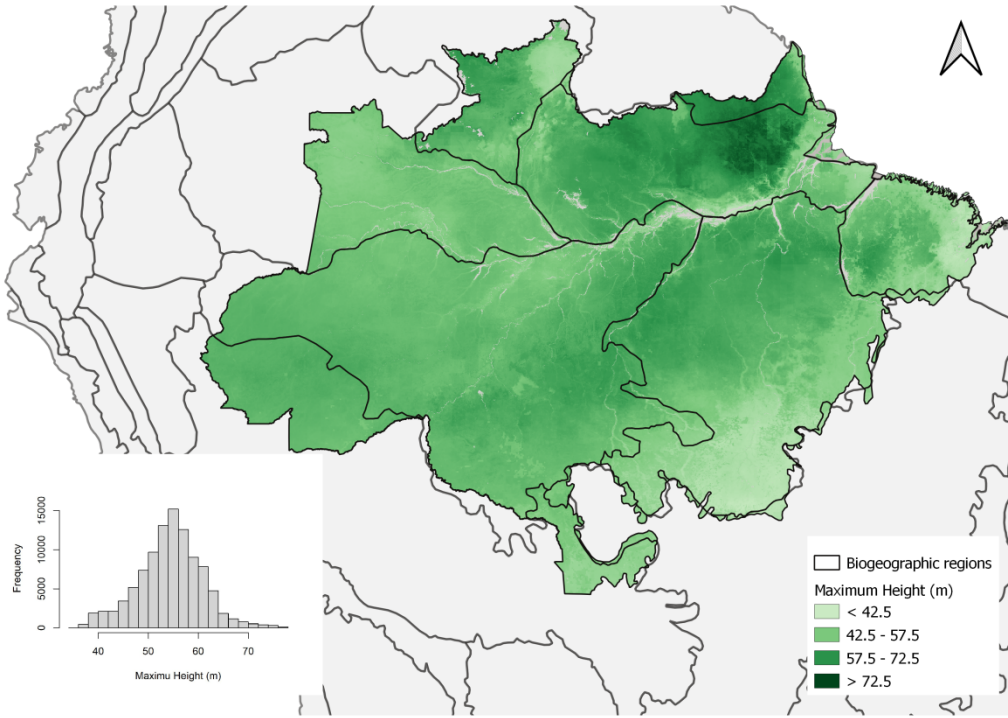 15000
10000
5000
0
Frequency
40 50 60 70
Maximu Height (m)
Biogeographic regions
Maximum Height (m)
< 42.5
42.5 - 57.5
57.5 - 72.5
> 72.5